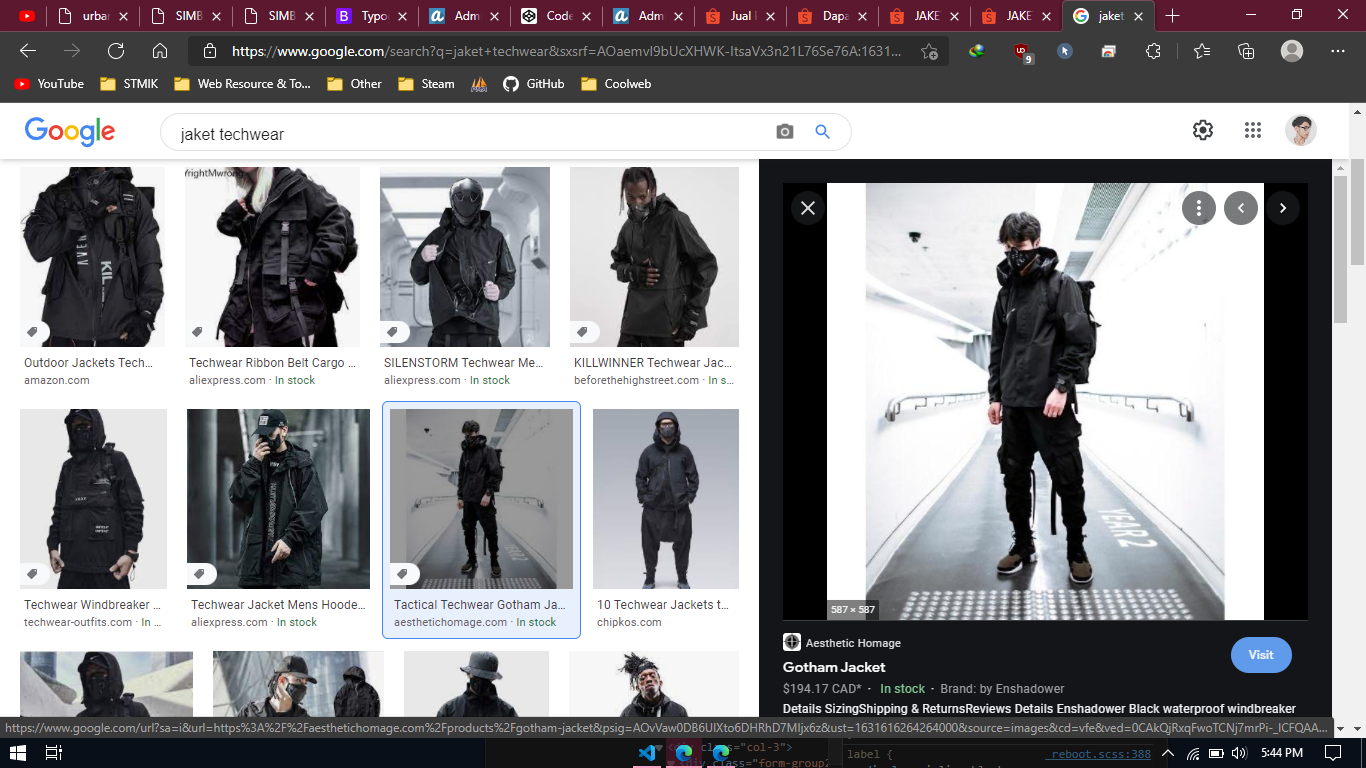 urbar
SIMB
SIMB
Typo
Adm
Code
Adm
Jual
Dapa
JAKE
JAKE
jaket
https://www.google.com/search?q=jaket+techwear&sxsrf=AOaemvI9bUcXHWK-ltsaVx3n21L76Se76A:1631...
9
YouTube
STMIK
Web Resource & To...
Other
Steam
GitHub
Coolweb
Google
jaket techwear
YrightMwrong
KIL
Outdoor Jackets Tech...
amazon.com
Techwear Ribbon Belt Cargo ...
aliexpress.com · In stock
SILENSTORM Techwear Me...
aliexpress.com · In stock
KILLWINNER Techwear Jac...
beforethehighstreet.com · In s...
Techwear Windbreaker ...
techwear-outfits.com · In ...
Techwear Jacket Mens Hoode...
aliexpress.com · In stock
Tactical Techwear Gotham Ja...
aesthetichomage.com · In stock
10 Techwear Jackets t...
chipkos.com
YEAR2
587 × 587
Aesthetic Homage
Gotham Jacket
Visit
$194.17 CAD* · In stock · Brand: by Enshadower
Details SizingShipping & ReturnsReviews Details Enshadower Black waterproof windbreaker
https://www.google.com/url?sa=i&url=https%3A%2F%2Faesthetichomage.com%2Fproducts%2Fgotham-jacket&psig=AOvVaw0DB6UIXto6DHRhD7MIjx6z&ust=1631616264264000&source=images&cd=vfe&ved=0CAkQjRxqFwoTCNj7mrPi-_ICFQAA...
class="col-3">
class="form-group
label {
_reboot.scss:388
5:44 PM